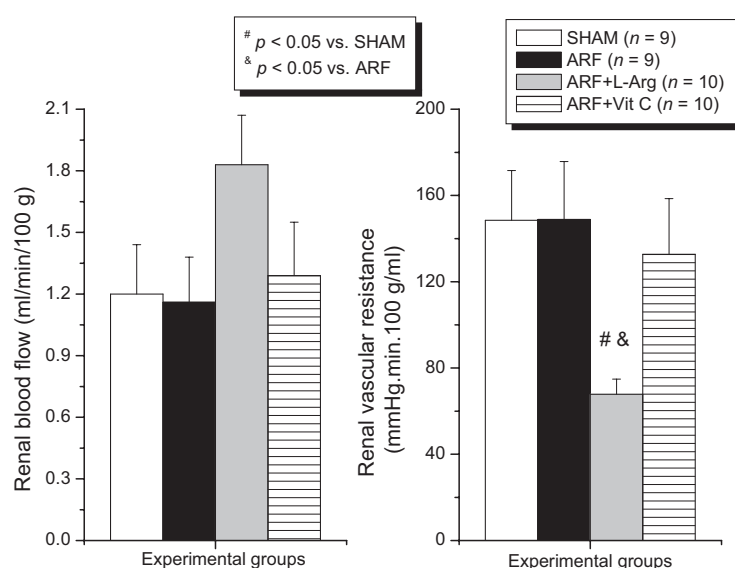 # p < 0.05 vs. SHAM
& p < 0.05 vs. ARF
SHAM (n = 9)
ARF (n = 9)
ARF+L-Arg (n = 10)
ARF+Vit C (n = 10)
Renal blood flow (ml/min/100 g)
2.1
1.8
1.5
1.2
0.9
0.6
0.3
0.0
Experimental groups
Renal vascular resistance
(mmHg.min.100 g/ml)
200
160
120
80
40
0
# &
Experimental groups